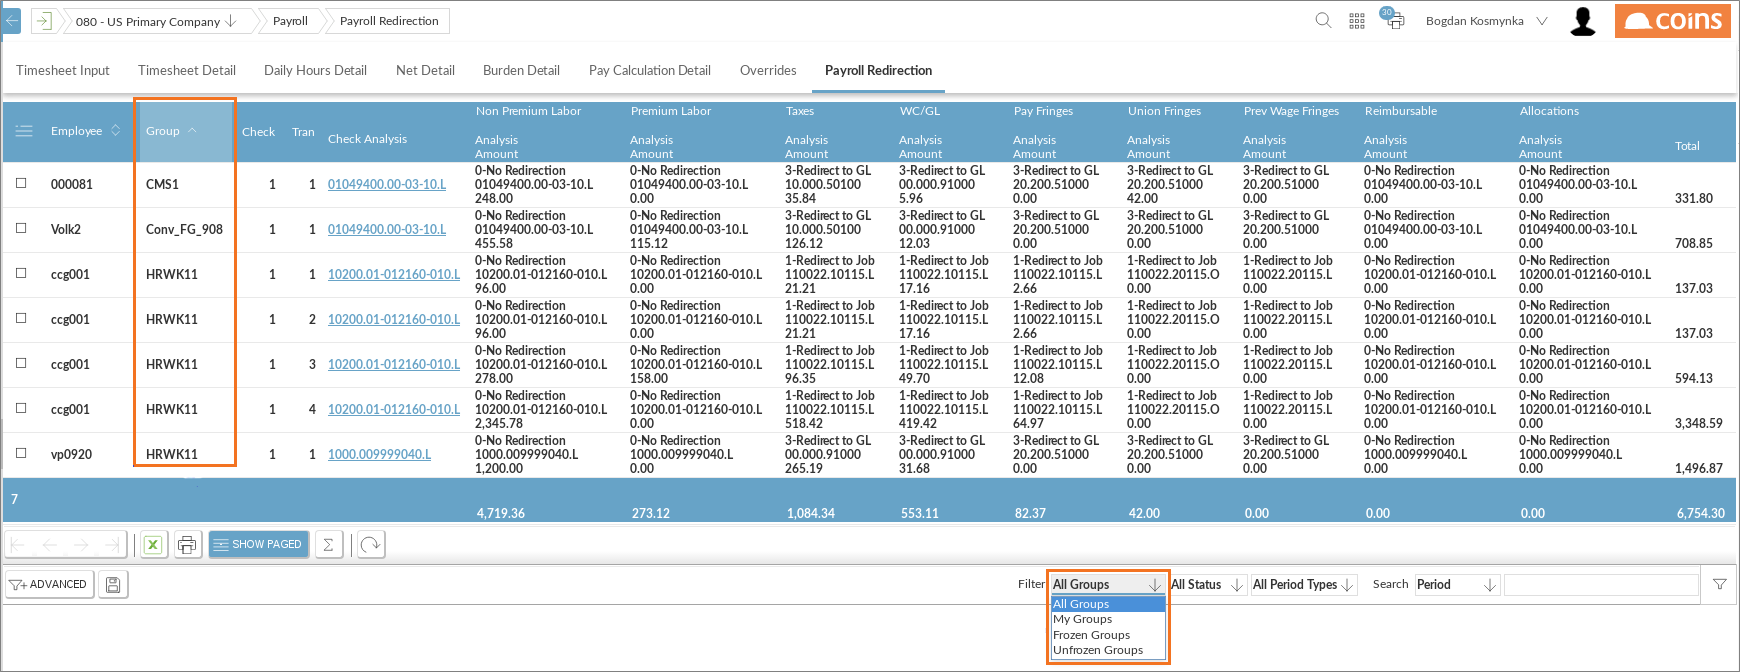 080 - US Primary Company Payroll Payroll Redirection 30 Bogdan Kosmynka coins
Timesheet Input Timesheet Detail Daily Hours Detail Net Detail Burden Detail Pay Calculation Detail Overrides Payroll Redirection
Non Premium Labor Premium Labor Taxes WC/GL Pay Fringes Union Fringes Prev Wage Fringes Reimbursable Allocations
Employee Group Check Tran Check Analysis Analysis Analysis Analysis Analysis Analysis Analysis Analysis Analysis Analysis Total
Amount Amount Amount Amount Amount Amount Amount Amount Amount
0-No Redirection 0-No Redirection 3-Redirect to GL 3-Redirect to GL 3-Redirect to GL 3-Redirect to GL 3-Redirect to GL 0-No Redirection 0-No Redirection
000081 CMS1 1 1 01049400.00-03-10.L 01049400.00-03-10.L 01049400.00-03-10.L 10.000.50100 00.000.91000 20.200.51000 20.200.51000 20.200.51000 01049400.00-03-10.L 01049400.00-03-10.L
248.00 0.00 35.84 5.96 0.00 42.00 0.00 0.00 0.00 331.80
0-No Redirection 0-No Redirection 3-Redirect to GL 3-Redirect to GL 3-Redirect to GL 3-Redirect to GL 3-Redirect to GL 0-No Redirection 0-No Redirection
Volk2 Conv_FG_908 1 1 01049400.00-03-10.L 01049400.00-03-10.L 01049400.00-03-10.L 10.000.50100 00.000.91000 20.200.51000 20.200.51000 20.200.51000 01049400.00-03-10.L 01049400.00-03-10.L
455.58 115.12 126.12 12.03 0.00 0.00 0.00 0.00 0.00 708.85
0-No Redirection 0-No Redirection 1-Redirect to Job 1-Redirect to Job 1-Redirect to Job 1-Redirect to Job 1-Redirect to Job 0-No Redirection 0-No Redirection
ccg001 HRWK11 1 1 10200.01-012160-010.L 10200.01-012160-010.L 10200.01-012160-010.L 110022.10115.L 110022.10115.L 110022.10115.L 110022.20115.O 110022.20115.L 10200.01-012160-010.L 10200.01-012160-010.L
96.00 0.00 21.21 17.16 2.66 0.00 0.00 0.00 0.00 137.03
0-No Redirection 0-No Redirection 1-Redirect to Job 1-Redirect to Job 1-Redirect to Job 1-Redirect to Job 1-Redirect to Job 0-No Redirection 0-No Redirection
ccg001 HRWK11 1 2 10200.01-012160-010.L 10200.01-012160-010.L 10200.01-012160-010.L 110022.10115.L 110022.10115.L 110022.10115.L 110022.20115.O 110022.20115.L 10200.01-012160-010.L 10200.01-012160-010.L
96.00 0.00 21.21 17.16 2.66 0.00 0.00 0.00 0.00 137.03
0-No Redirection 0-No Redirection 1-Redirect to Job 1-Redirect to Job 1-Redirect to Job 1-Redirect to Job 1-Redirect to Job 0-No Redirection 0-No Redirection
ccg001 HRWK11 1 3 10200.01-012160-010.L 10200.01-012160-010.L 10200.01-012160-010.L 110022.10115.L 110022.10115.L 110022.10115.L 110022.20115.O 110022.20115.L 10200.01-012160-010.L 10200.01-012160-010.L
278.00 158.00 96.35 49.70 12.08 0.00 0.00 0.00 0.00 594.13
0-No Redirection 0-No Redirection 1-Redirect to Job 1-Redirect to Job 1-Redirect to Job 1-Redirect to Job 1-Redirect to Job 0-No Redirection 0-No Redirection
ccg001 HRWK11 1 4 10200.01-012160-010.L 10200.01-012160-010.L 10200.01-012160-010.L 110022.10115.L 110022.10115.L 110022.10115.L 110022.20115.O 110022.20115.L 10200.01-012160-010.L 10200.01-012160-010.L
2,345.78 0.00 518.42 419.42 64.97 0.00 0.00 0.00 0.00 3,348.59
0-No Redirection 0-No Redirection 3-Redirect to GL 3-Redirect to GL 3-Redirect to GL 3-Redirect to GL 3-Redirect to GL 0-No Redirection 0-No Redirection
vp0920 HRWK11 1 1 1000.009999040.L 1000.009999040.L 1000.009999040.L 00.000.91000 00.000.91000 20.200.51000 20.200.51000 20.200.51000 1000.009999040.L 1000.009999040.L
1,200.00 0.00 265.19 31.68 0.00 0.00 0.00 0.00 0.00 1,496.87
7
4,719.36 273.12 1,084.34 553.11 82.37 42.00 0.00 0.00 0.00 6,754.30
X SHOW PAGED Σ
ADVANCED Filter All Groups All Status All Period Types Search Period
All Groups
My Groups
Frozen Groups
Unfrozen Groups